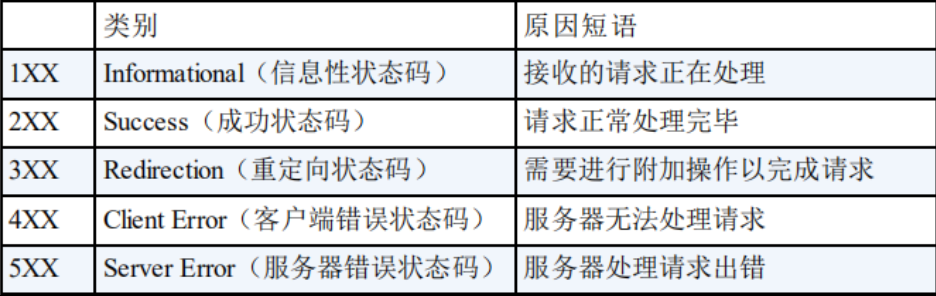 类别 原因短语
1XX Informational（信息性状态码） 接收的请求正在处理
2XX Success（成功状态码） 请求正常处理完毕
3XX Redirection（重定向状态码） 需要进行附加操作以完成请求
4XX Client Error（客户端错误状态码） 服务器无法处理请求
5XX Server Error（服务器错误状态码） 服务器处理请求出错